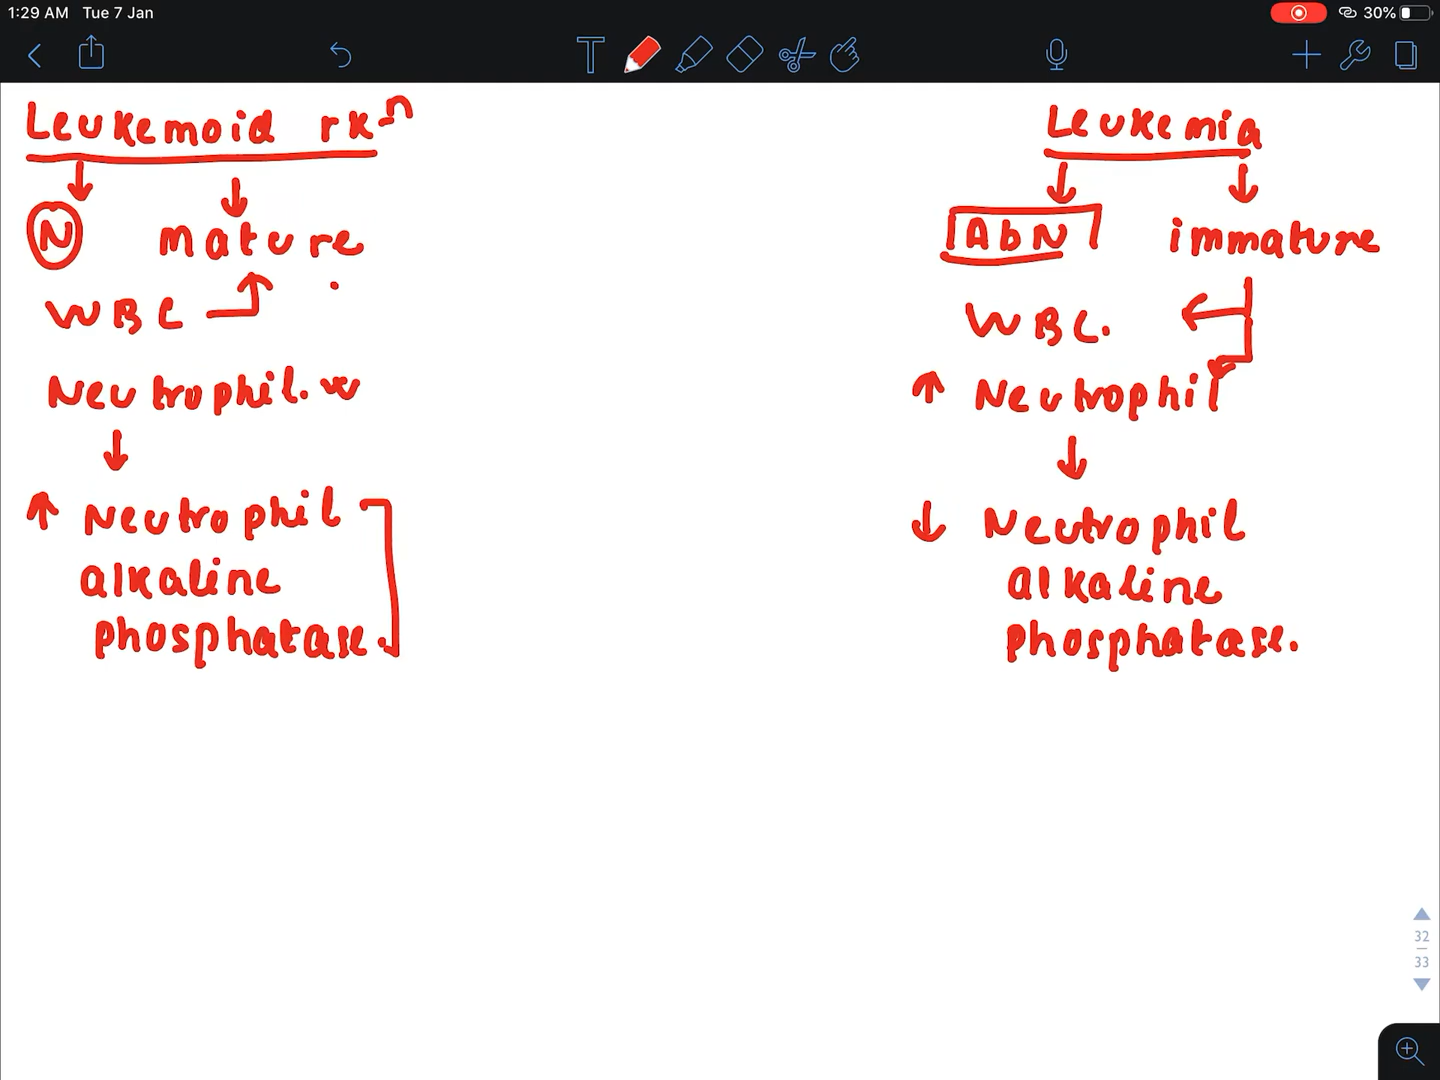 1:29 AM Tue 7 Jan
30%
T
Leukemoid rxⁿ
N mature
WBC
Neutrophil.
↓
↑ Neutrophil
alkaline
phosphatase.
Leukemia
AbN immature
WBC.
↑ Neutrophil
↓
↓ Neutrophil
alkaline
phosphatase.
32
33